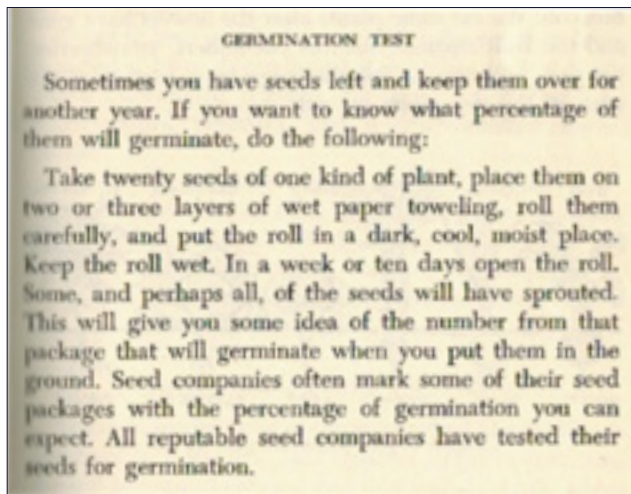 GERMINATION TEST
Sometimes you have seeds left and keep them over for
another year. If you want to know what percentage of
them will germinate, do the following:
Take twenty seeds of one kind of plant, place them on
two or three layers of wet paper toweling, roll them
carefully, and put the roll in a dark, cool, moist place.
Keep the roll wet. In a week or ten days open the roll.
Some, and perhaps all, of the seeds will have sprouted.
This will give you some idea of the number from that
package that will germinate when you put them in the
ground. Seed companies often mark some of their seed
packages with the percentage of germination you can
expect. All reputable seed companies have tested their
seeds for germination.